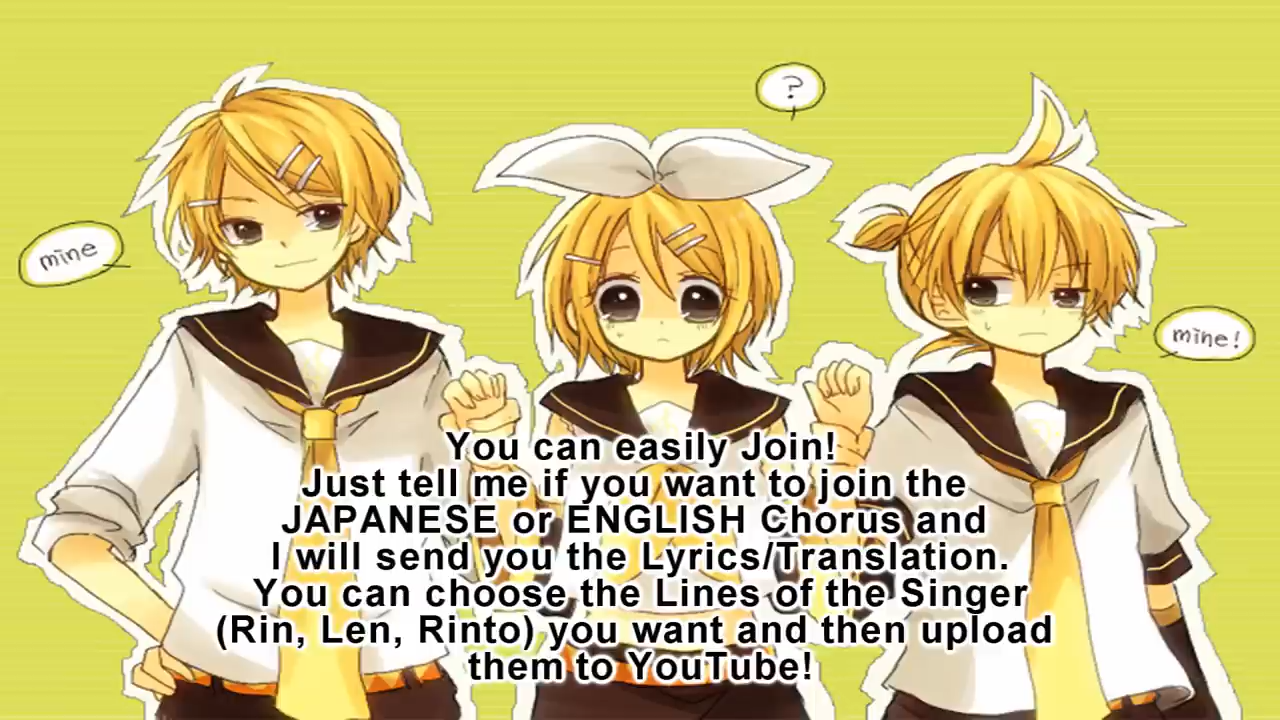 ?
mine
mine!
You can easily Join!
Just tell me if you want to join the
JAPANESE or ENGLISH Chorus and
I will send you the Lyrics/Translation.
You can choose the Lines of the Singer
(Rin, Len, Rinto) you want and then upload
them to YouTube!